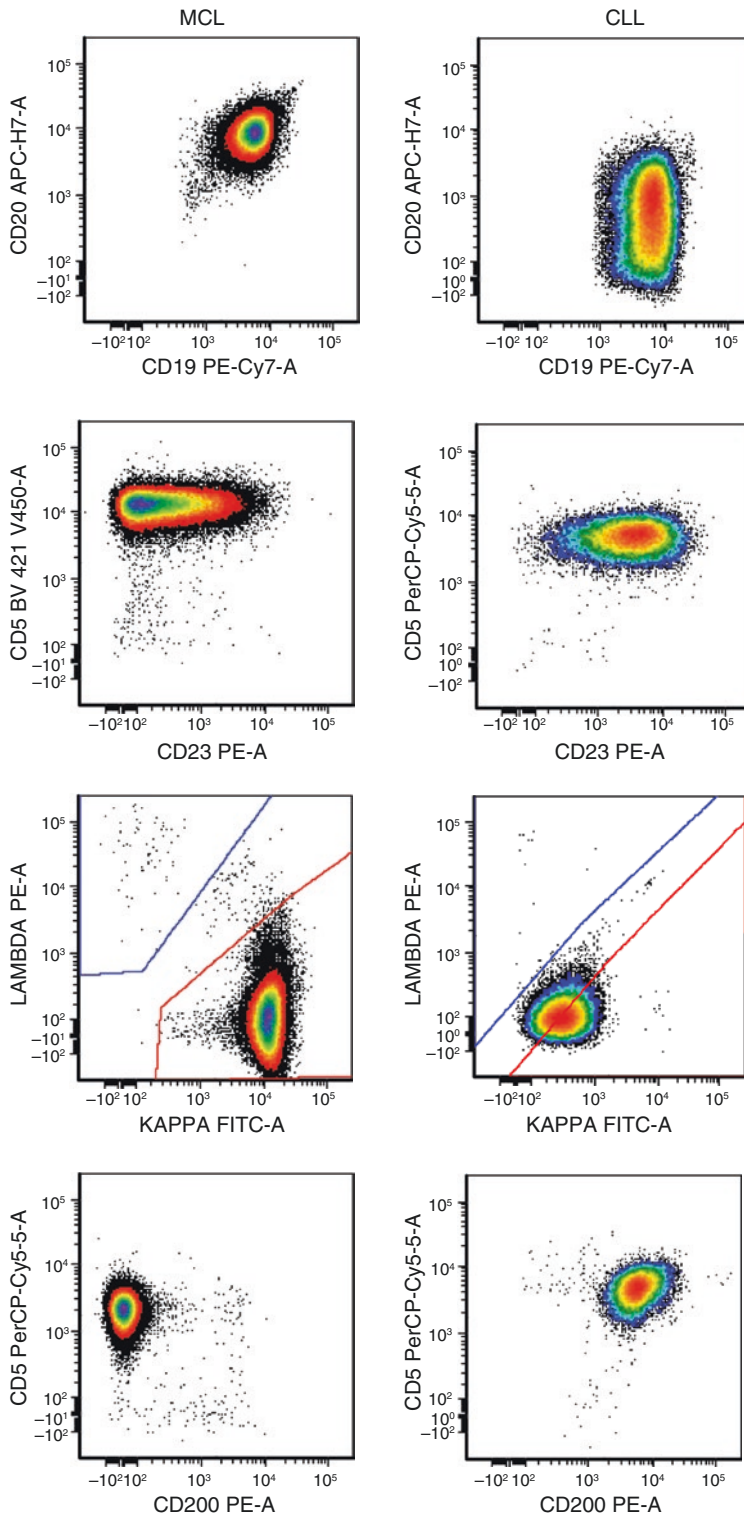 MCL
CD20 APC-H7-A
10⁵
10⁴
10³
10²
–10¹
–10²
–10² 10² 10³ 10⁴ 10⁵
CD19 PE-Cy7-A
CLL
CD20 APC-H7-A
10⁵
10⁴
10³
10²
10⁰
–10²
–10² 10² 10³ 10⁴ 10⁵
CD19 PE-Cy7-A
CD5 BV 421 V450-A
10⁵
10⁴
10³
10²
–10¹
–10²
–10² 10² 10³ 10⁴ 10⁵
CD23 PE-A
CD5 PerCP-Cy5-5-A
10⁵
10⁴
10³
10²
10⁰
–10²
–10² 10² 10³ 10⁴ 10⁵
CD23 PE-A
LAMBDA PE-A
10⁵
10⁴
10³
10²
–10¹
–10²
–10² 10² 10³ 10⁴ 10⁵
KAPPA FITC-A
LAMBDA PE-A
10⁵
10⁴
10³
10²
10⁰
–10²
–10² 10² 10³ 10⁴ 10⁵
KAPPA FITC-A
CD5 PerCP-Cy5-5-A
10⁵
10⁴
10³
10²
–10¹
–10²
–10² 10² 10³ 10⁴ 10⁵
CD200 PE-A
CD5 PerCP-Cy5-5-A
10⁵
10⁴
10³
10²
10⁰
–10²
–10² 10² 10³ 10⁴ 10⁵
CD200 PE-A